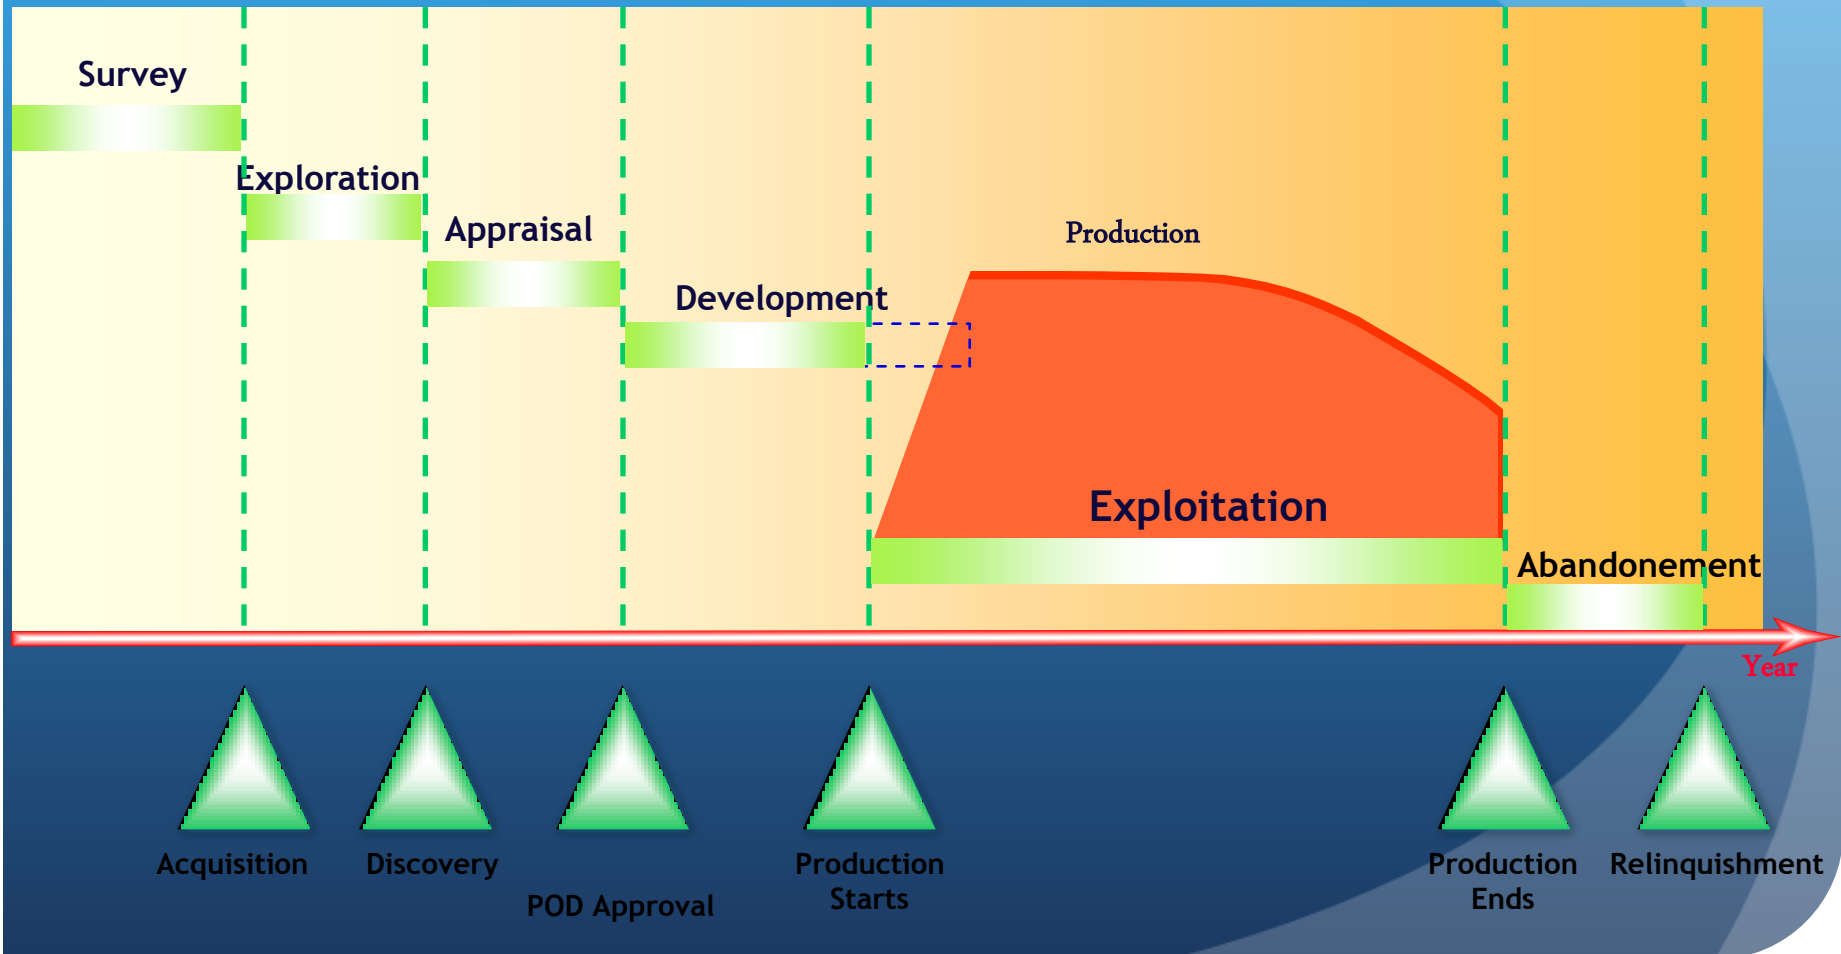 Survey
Exploration
Appraisal
Production
Development
Exploitation
Abandonement
Year
Acquisition
Discovery
POD Approval
Production
Starts
Production
Ends
Relinquishment